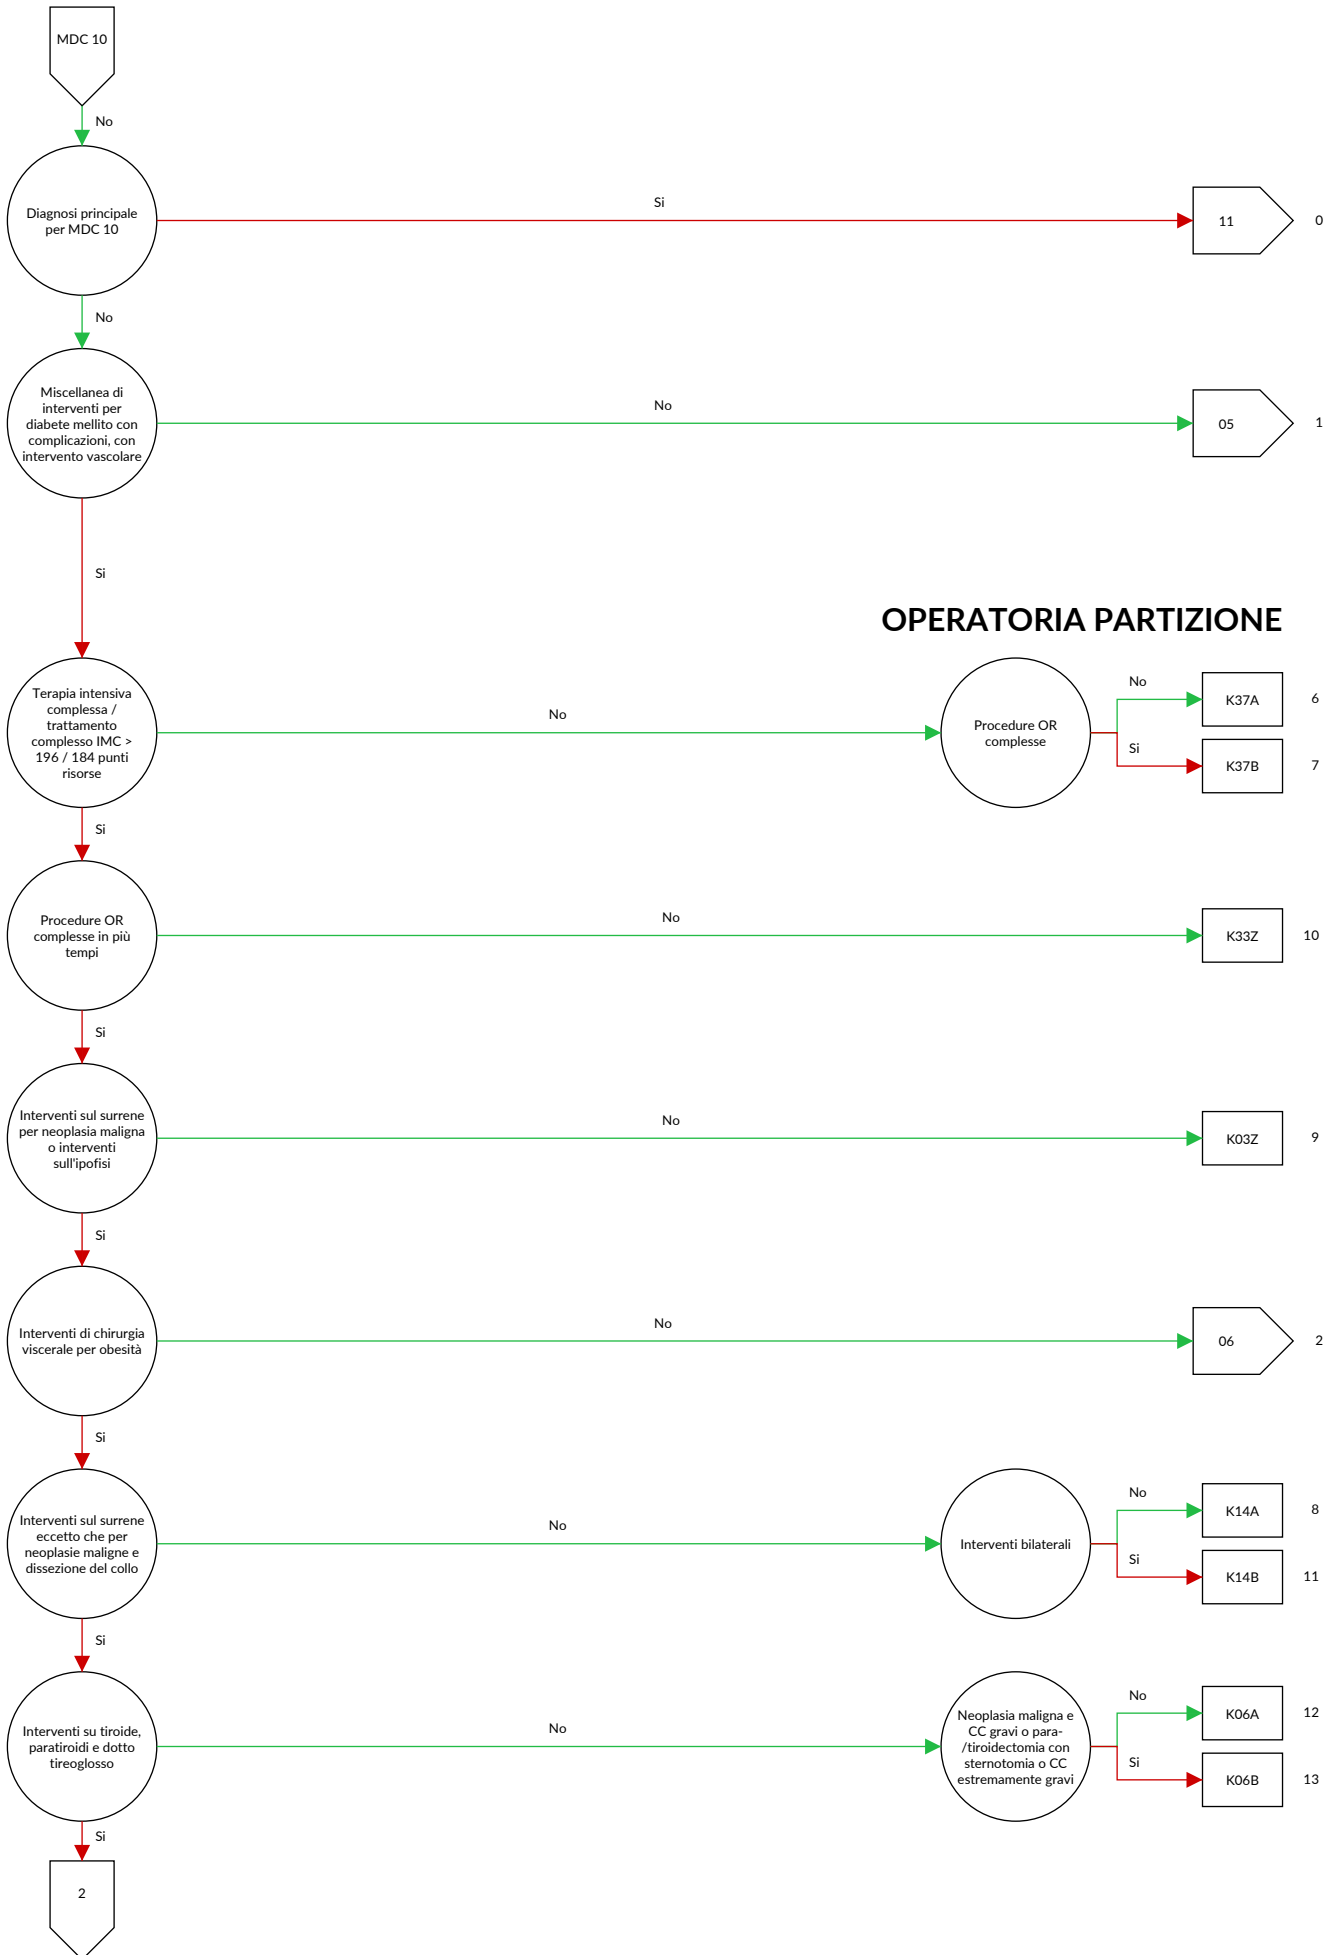 MDC 10
No
Diagnosi principale
per MDC 10
Si
11
0
No
Miscellanea di
interventi per
diabete mellito con
complicazioni, con
intervento vascolare
No
05
1
Si
OPERATORIA PARTIZIONE
Terapia intensiva
complessa /
trattamento
complesso IMC >
196 / 184 punti
risorse
No
Procedure OR
complesse
No
K37A
6
Si
K37B
7
Si
Procedure OR
complesse in più
tempi
No
K33Z
10
Si
Interventi sul surrene
per neoplasia maligna
o interventi
sull'ipofisi
No
K03Z
9
Si
Interventi di chirurgia
viscerale per obesità
No
06
2
Si
Interventi sul surrene
eccetto che per
neoplasie maligne e
dissezione del collo
No
Interventi bilaterali
No
K14A
8
Si
K14B
11
Si
Interventi su tiroide,
paratiroidi e dotto
tireoglosso
No
Neoplasia maligna e
CC gravi o para-
/tiroidectomia con
sternotomia o CC
estremamente gravi
No
K06A
12
Si
K06B
13
Si
2